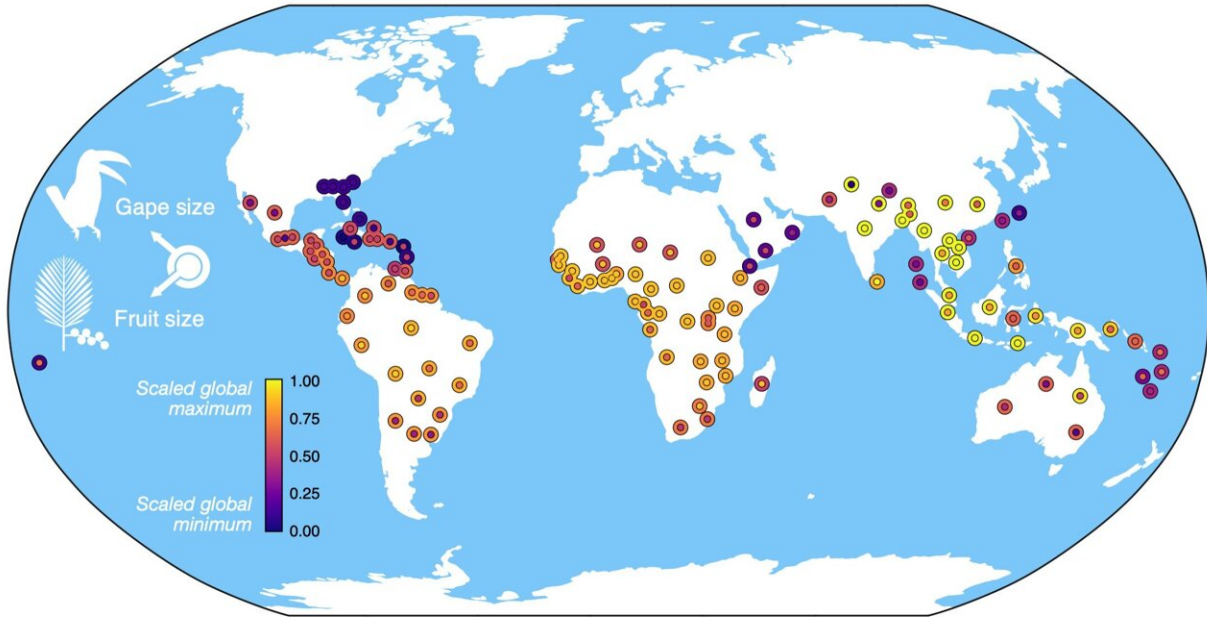 Gape size
Fruit size
Scaled global
maximum
1.00
0.75
0.50
0.25
Scaled global
minimum
0.00